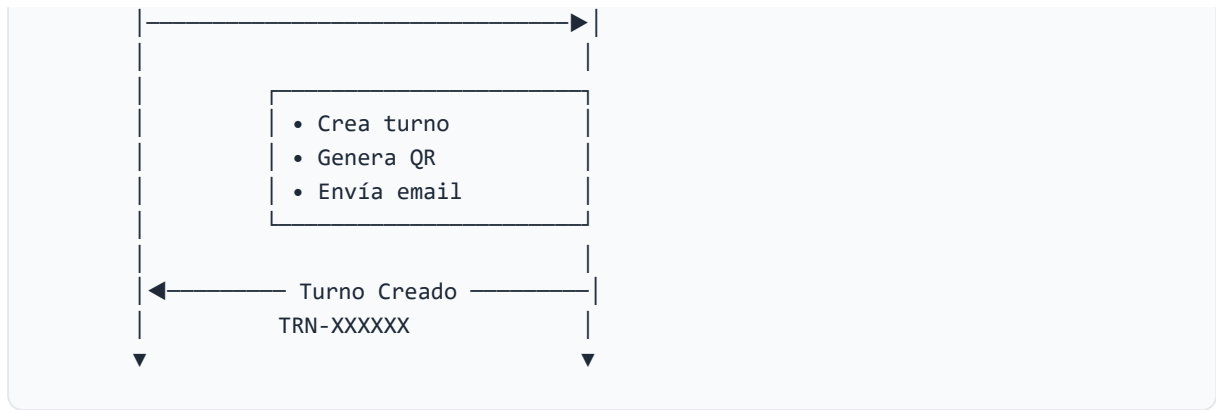 • Crea turno
• Genera QR
• Envía email
Turno Creado
TRN-XXXXXX